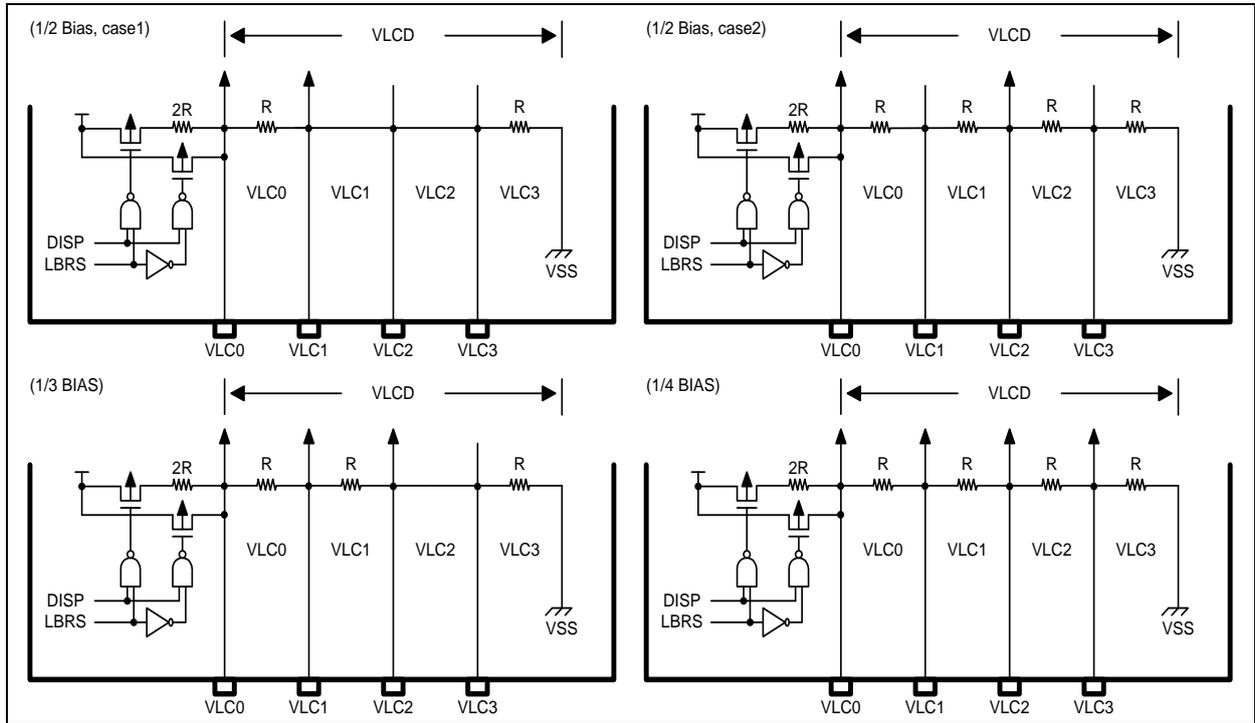 (1/2 Bias, case1)
VLCD
2R R R
VLC0 VLC1 VLC2 VLC3
DISP
LBRS
VSS
VLC0 VLC1 VLC2 VLC3
(1/2 Bias, case2)
VLCD
2R R R R R
VLC0 VLC1 VLC2 VLC3
DISP
LBRS
VSS
VLC0 VLC1 VLC2 VLC3
(1/3 BIAS)
VLCD
2R R R R
VLC0 VLC1 VLC2 VLC3
DISP
LBRS
VSS
VLC0 VLC1 VLC2 VLC3
(1/4 BIAS)
VLCD
2R R R R R
VLC0 VLC1 VLC2 VLC3
DISP
LBRS
VSS
VLC0 VLC1 VLC2 VLC3